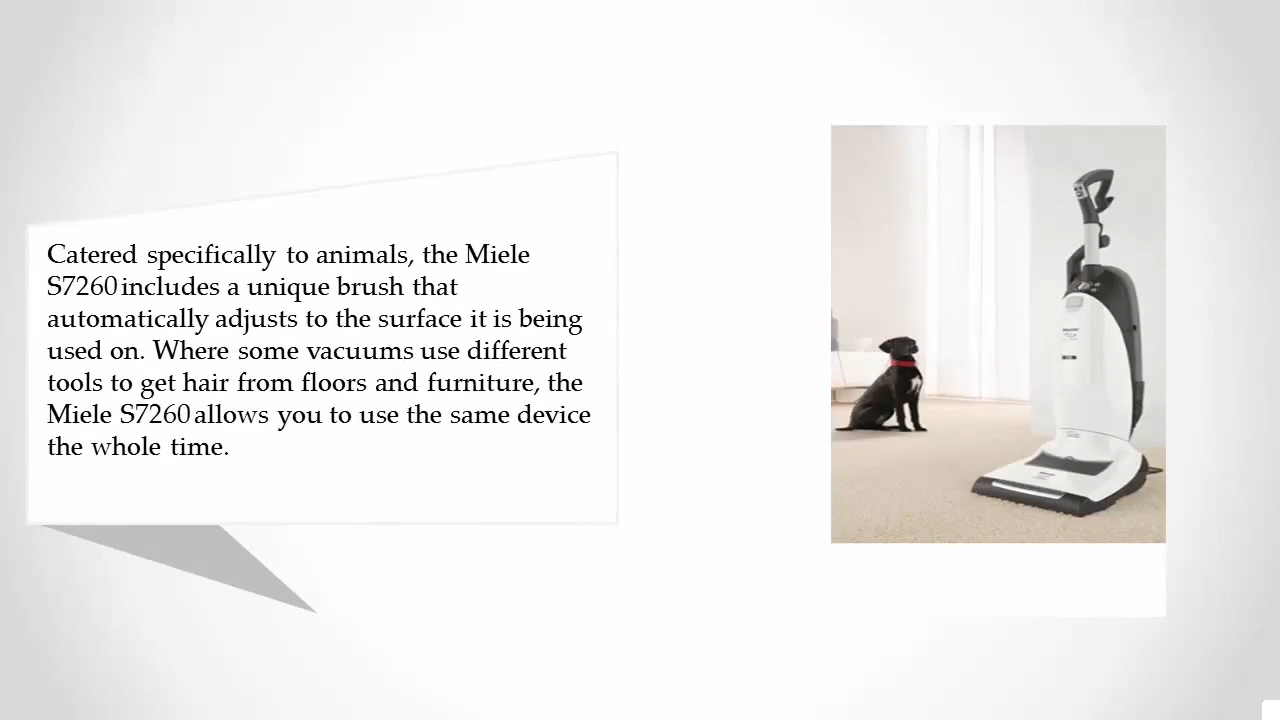 Catered specifically to animals, the Miele
S7260 includes a unique brush that
automatically adjusts to the surface it is being
used on. Where some vacuums use different
tools to get hair from floors and furniture, the
Miele S7260 allows you to use the same device
the whole time.